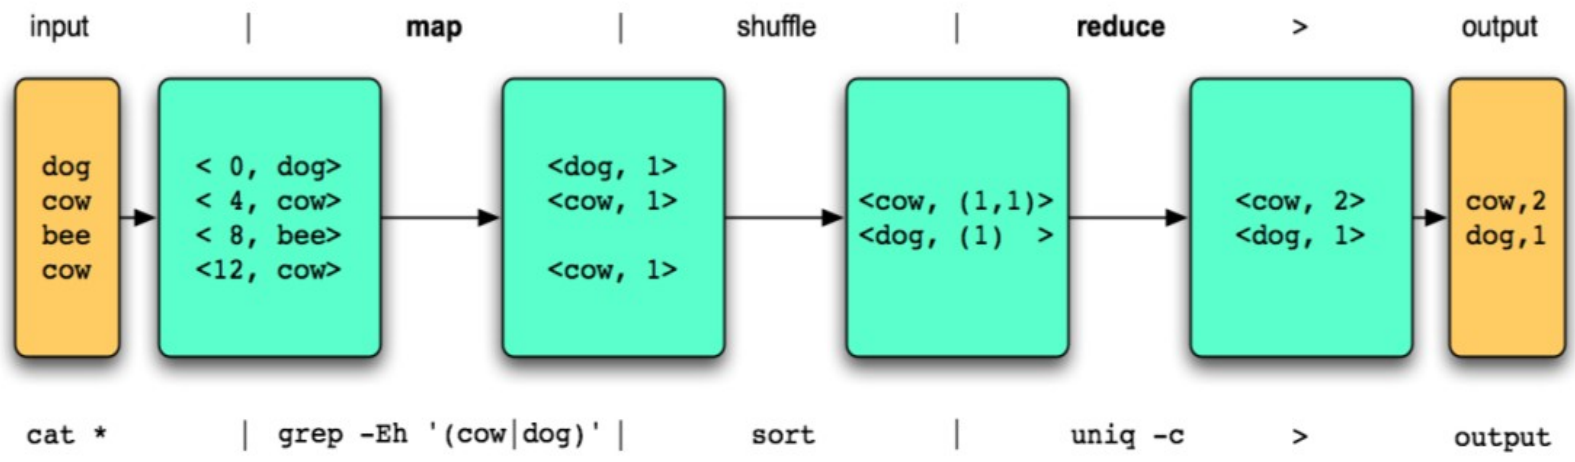 input | map | shuffle | reduce > output
dog
cow
bee
cow
< 0, dog>
< 4, cow>
< 8, bee>
<12, cow>
<dog, 1>
<cow, 1>
<cow, 1>
<cow, (1,1)>
<dog, (1) >
<cow, 2>
<dog, 1>
cow,2
dog,1
cat * | grep -Eh '(cow|dog)' | sort | uniq -c > output